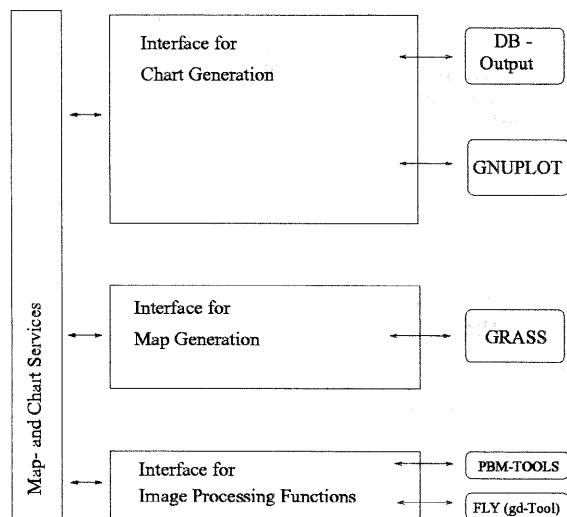 Interface for
Chart Generation
DB -
Output
GNUPLOT
Interface for
Map Generation
GRASS
Map- and Chart Services
Interface for
Image Processing Functions
PBM-TOOLS
FLY (gd-Tool)